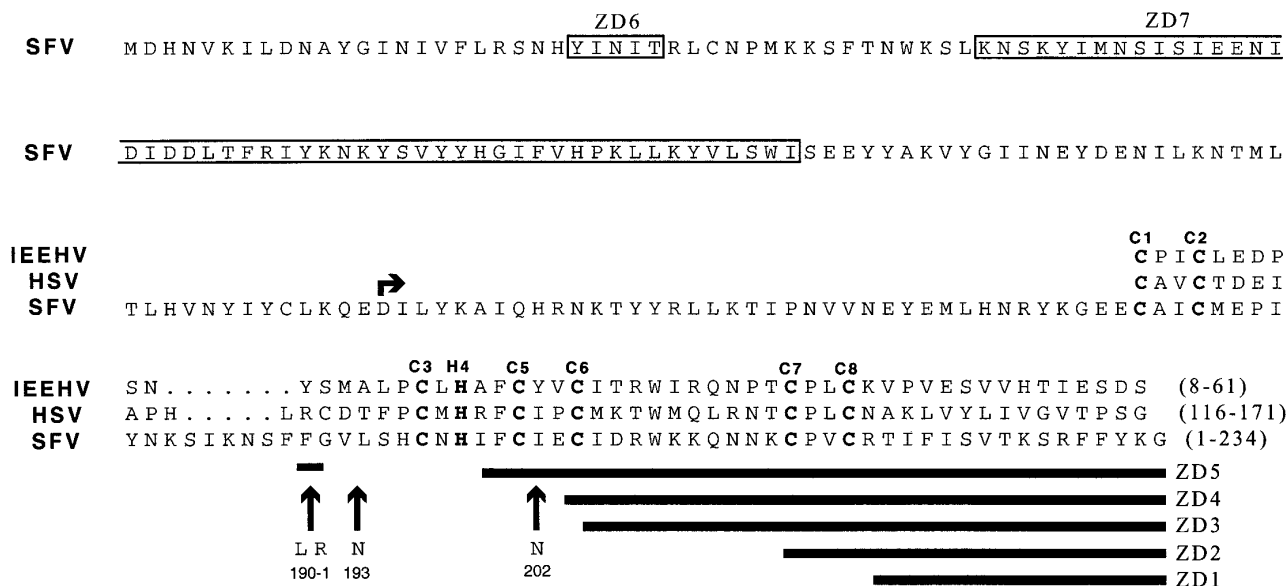 ZD6 ZD7
SFV MDHNVKILDNAYGINIVFLRSNHYINITRLCNPMKKSFTNWKSLKNSKYIMNSISIEENI
SFV DIDDLTFRIYKNKYSVYYHGIFVHPKLLKYVLSWISEEYYAKVYGIINEYDENILKNTML
C1 C2
IEEHV CPICLEDP
HSV CAVCTDEI
SFV TLHVNYIYCLKQEDILYKAIQHRNKTYYRLLKTIPNVVNEYEMLHNRYKGEECAICMEPI
C3 H4 C5 C6 C7 C8
IEEHV SN.......YSMALPCLHAFCYVCITRWIRQNPTCPLCKVPVESVVHTIESDS (8-61)
HSV APH.....LRCDTFPCMHRFCIPCMKTWMQLRNTCPLCNAKLVYLIVGVTPSG (116-171)
SFV YNKSIKNSFFGVLSHCNHIFCIECIDRWKKQNNKCPVCRTIFISVTKSRFFYKG (1-234)
ZD5
ZD4
ZD3
LR N N
190-1 193 202
ZD2
ZD1